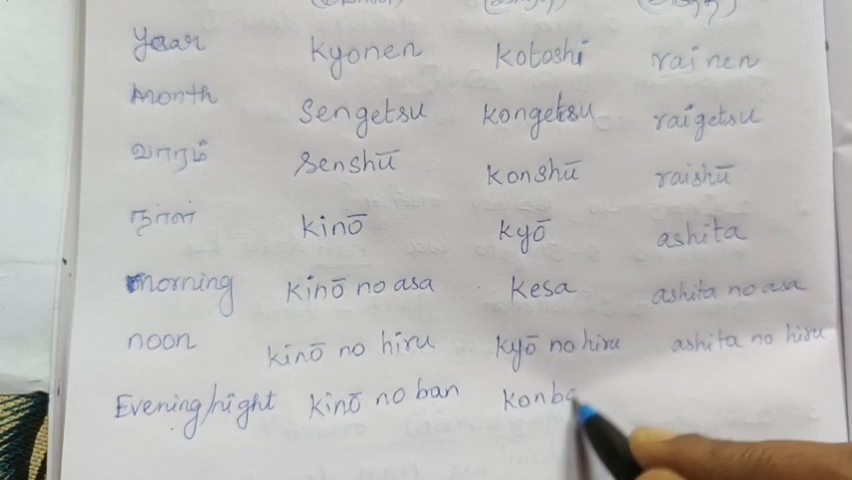 Year kyonen kotoshi rainen
Month Sengetsu kongetsu raigetsu
வாரம் Senshū konshū raishū
நாள் kinō kyō ashita
Morning kinō no asa kesa ashita no asa
noon kinō no hiru kyō no hiru ashita no hiru
Evening/night kinō no ban konba